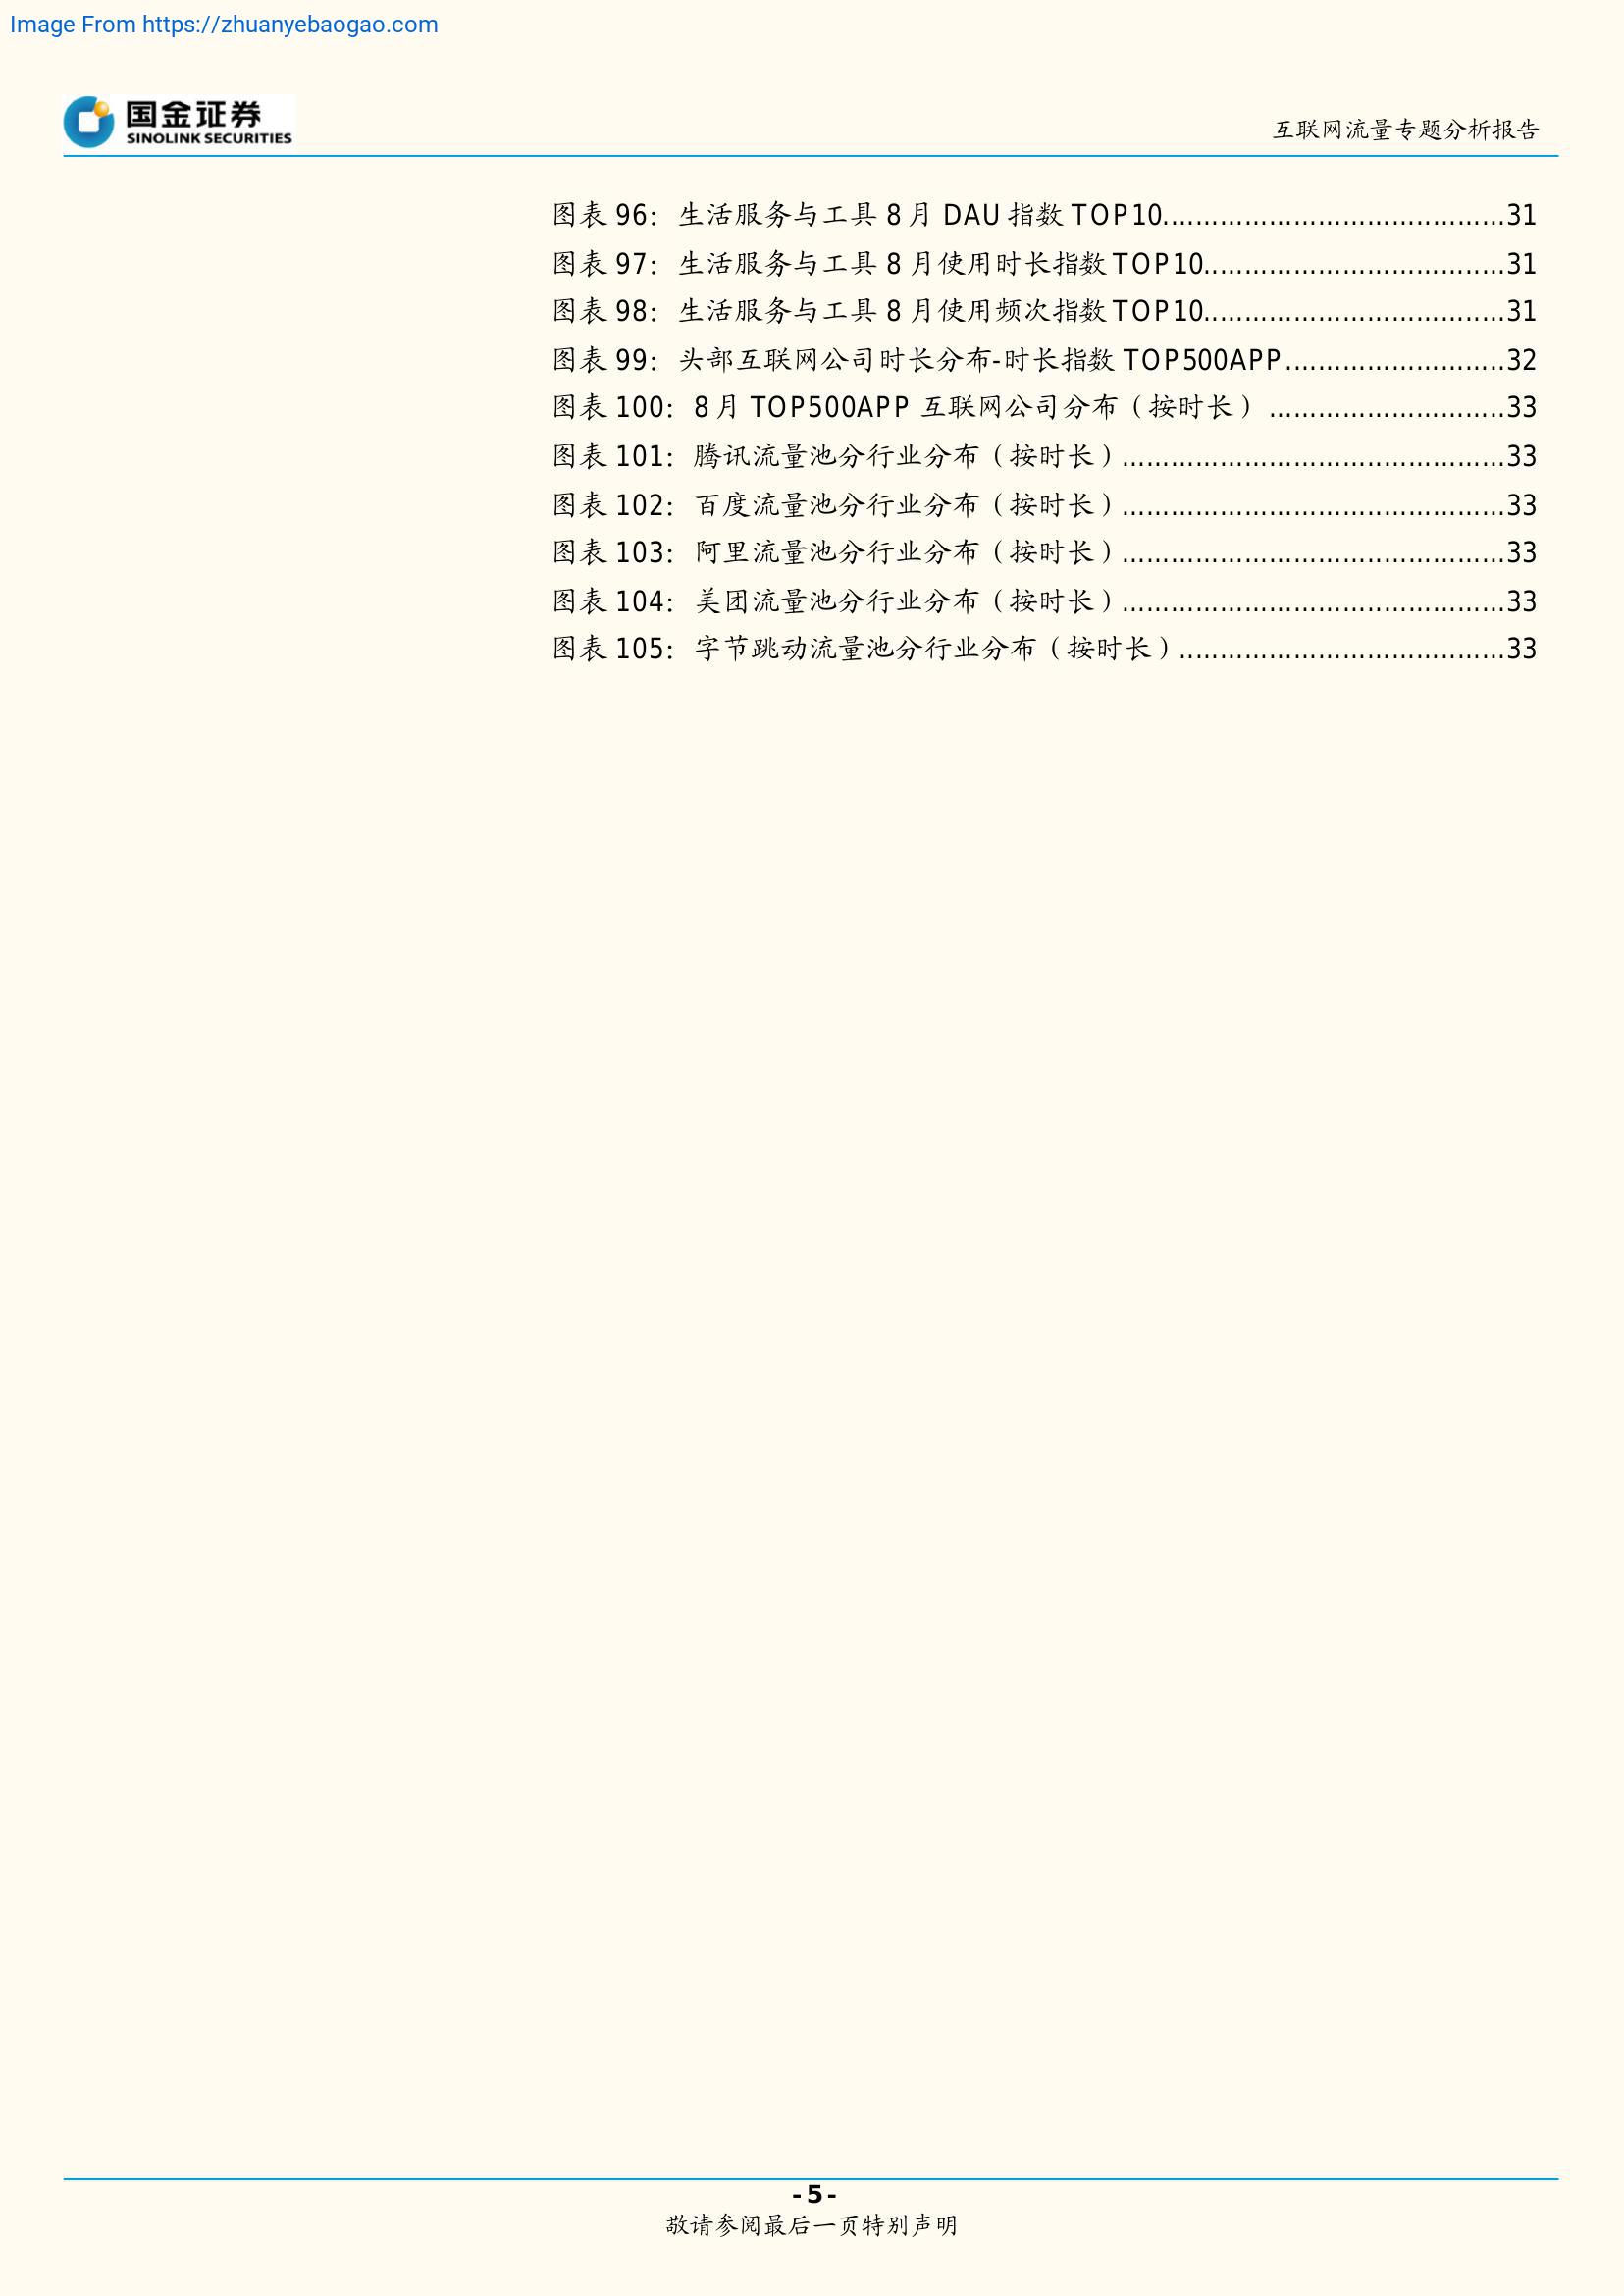 Image From https://zhuanyebaogao.com
国金证券
SINOLINK SECURITIES
互联网流量专题分析报告
图表 96：生活服务与工具 8 月 DAU 指数 TOP10..........................................31
图表 97：生活服务与工具 8 月使用时长指数 TOP10.....................................31
图表 98：生活服务与工具 8 月使用频次指数 TOP10.....................................31
图表 99：头部互联网公司时长分布-时长指数 TOP500APP...........................32
图表 100：8 月 TOP500APP 互联网公司分布（按时长） .............................33
图表 101：腾讯流量池分行业分布（按时长）...............................................33
图表 102：百度流量池分行业分布（按时长）...............................................33
图表 103：阿里流量池分行业分布（按时长）...............................................33
图表 104：美团流量池分行业分布（按时长）...............................................33
图表 105：字节跳动流量池分行业分布（按时长）........................................33
- 5 -
敬请参阅最后一页特别声明